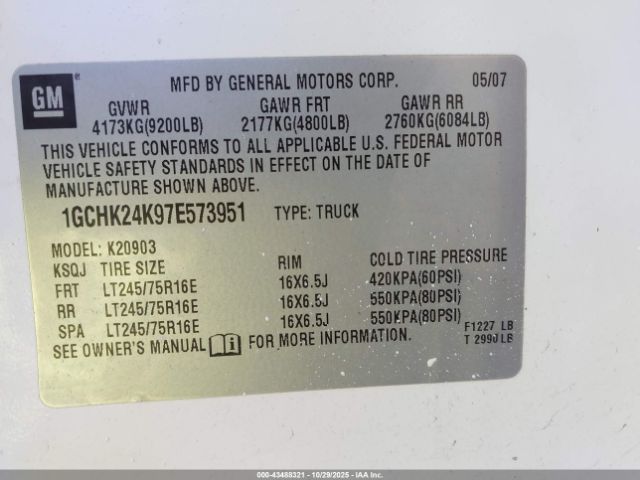 GM
MFD BY GENERAL MOTORS CORP. 05/07
GVWR GAWR FRT GAWR RR
4173KG(9200LB) 2177KG(4800LB) 2760KG(6084LB)
THIS VEHICLE CONFORMS TO ALL APPLICABLE U.S. FEDERAL MOTOR
VEHICLE SAFETY STANDARDS IN EFFECT ON THE DATE OF
MANUFACTURE SHOWN ABOVE.
1GCHK24K97E573951 TYPE: TRUCK
MODEL: K20903
KSQJ TIRE SIZE RIM COLD TIRE PRESSURE
FRT LT245/75R16E 16X6.5J 420KPA(60PSI)
RR LT245/75R16E 16X6.5J 550KPA(80PSI)
SPA LT245/75R16E 16X6.5J 550KPA(80PSI)
SEE OWNER'S MANUAL i FOR MORE INFORMATION.
F1227 LB
T 2990LB
000-43488321 - 10/29/2025 - IAAI.COM